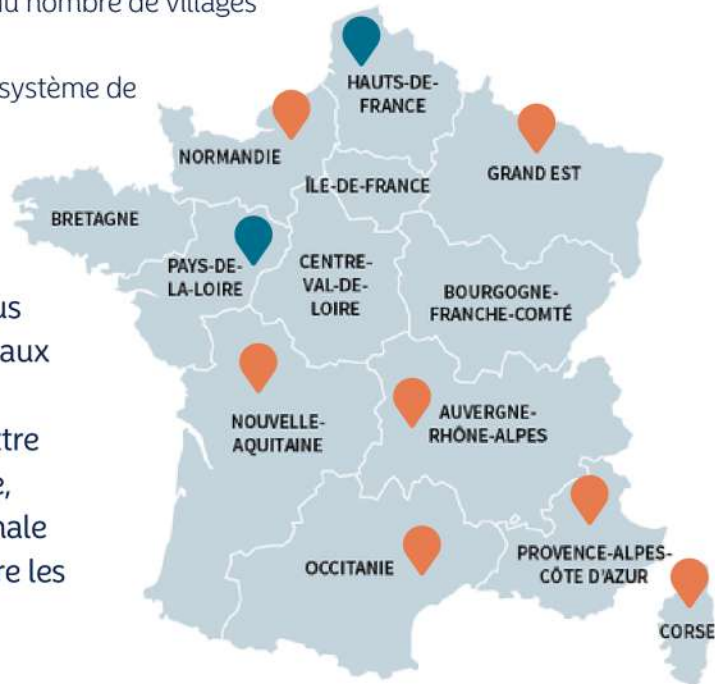 du nombre de villages
système de
us
aux
ttre
e,
nale
re les
HAUTS-DE-
FRANCE
NORMANDIE
ÎLE-DE-FRANCE
GRAND EST
BRETAGNE
PAYS-DE-
LA-LOIRE
CENTRE-
VAL-DE-
LOIRE
BOURGOGNE-
FRANCHE-COMTÉ
NOUVELLE-
AQUITAINE
AUVERGNE-
RHÔNE-ALPES
OCCITANIE
PROVENCE-ALPES-
CÔTE D'AZUR
CORSE